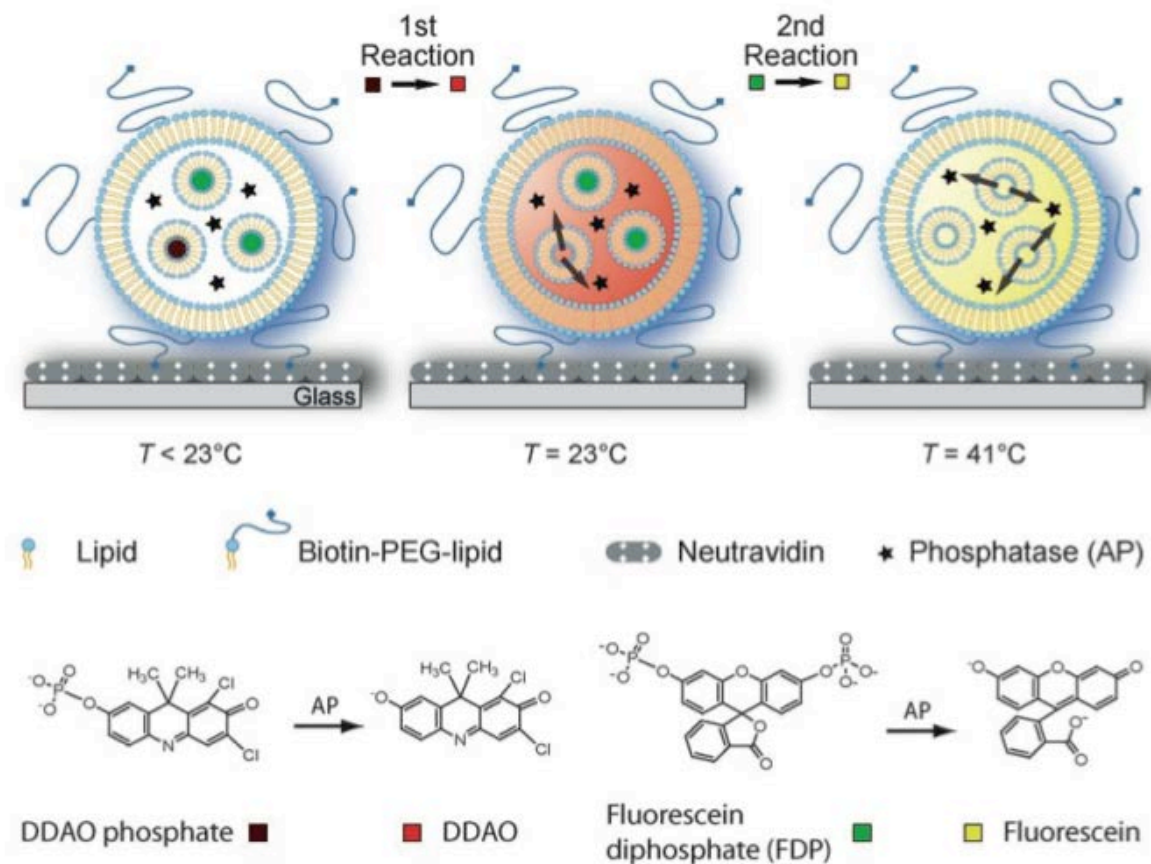 1st
Reaction
2nd
Reaction
Glass
T < 23°C
T = 23°C
T = 41°C
Lipid
Biotin-PEG-lipid
Neutravidin
Phosphatase (AP)
O
⁻O P O⁻
O
H₃C CH₃ Cl
O
N
Cl
AP
⁻O
H₃C CH₃ Cl
O
N
Cl
O
⁻O P O⁻
O
O
O
O
P O⁻
O⁻
O
O
AP
⁻O O O
O⁻
O
DDAO phosphate
DDAO
Fluorescein
diphosphate (FDP)
Fluorescein